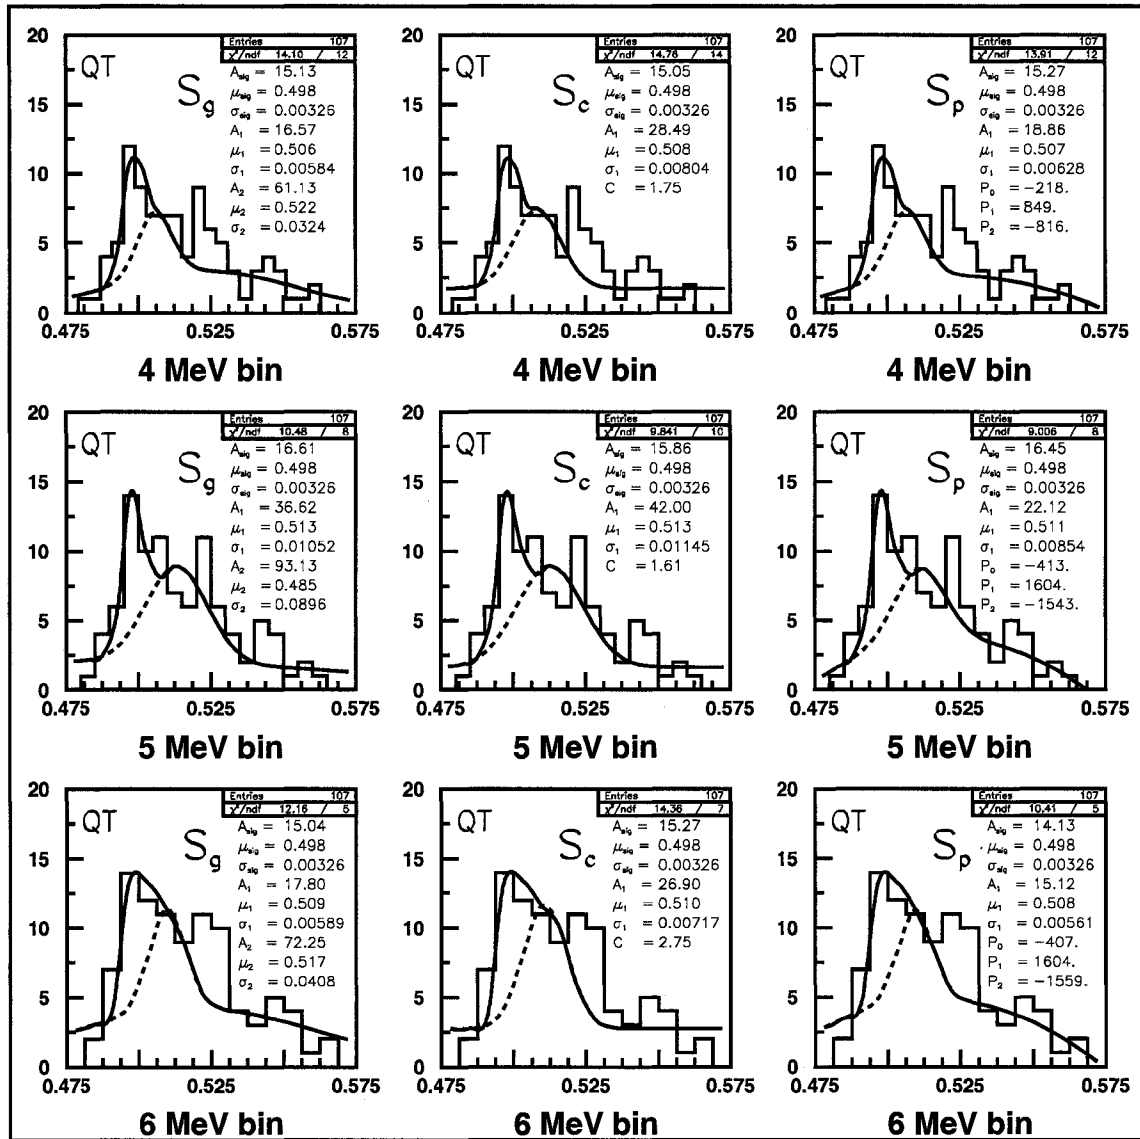 20
15
10
5
0
QT
S_g
Entries 107
χ²/ndf 14.10 / 12
A_sig = 15.13
μ_sig = 0.498
σ_sig = 0.00326
A_1 = 16.57
μ_1 = 0.506
σ_1 = 0.00584
A_2 = 61.13
μ_2 = 0.522
σ_2 = 0.0324
0.475 0.525 0.575
4 MeV bin
20
15
10
5
0
QT
S_c
Entries 107
χ²/ndf 14.76 / 14
A_sig = 15.05
μ_sig = 0.498
σ_sig = 0.00326
A_1 = 28.49
μ_1 = 0.508
σ_1 = 0.00804
C = 1.75
0.475 0.525 0.575
4 MeV bin
20
15
10
5
0
QT
S_p
Entries 107
χ²/ndf 13.91 / 12
A_sig = 15.27
μ_sig = 0.498
σ_sig = 0.00326
A_1 = 18.86
μ_1 = 0.507
σ_1 = 0.00628
P_0 = -218.
P_1 = 849.
P_2 = -816.
0.475 0.525 0.575
4 MeV bin
20
15
10
5
0
QT
S_g
Entries 107
χ²/ndf 10.48 / 8
A_sig = 16.61
μ_sig = 0.498
σ_sig = 0.00326
A_1 = 36.62
μ_1 = 0.513
σ_1 = 0.01052
A_2 = 93.13
μ_2 = 0.485
σ_2 = 0.0896
0.475 0.525 0.575
5 MeV bin
20
15
10
5
0
QT
S_c
Entries 107
χ²/ndf 9.841 / 10
A_sig = 15.86
μ_sig = 0.498
σ_sig = 0.00326
A_1 = 42.00
μ_1 = 0.513
σ_1 = 0.01145
C = 1.61
0.475 0.525 0.575
5 MeV bin
20
15
10
5
0
QT
S_p
Entries 107
χ²/ndf 9.006 / 8
A_sig = 16.45
μ_sig = 0.498
σ_sig = 0.00326
A_1 = 22.12
μ_1 = 0.511
σ_1 = 0.00854
P_0 = -413.
P_1 = 1604.
P_2 = -1543.
0.475 0.525 0.575
5 MeV bin
20
15
10
5
0
QT
S_g
Entries 107
χ²/ndf 12.16 / 5
A_sig = 15.04
μ_sig = 0.498
σ_sig = 0.00326
A_1 = 17.80
μ_1 = 0.509
σ_1 = 0.00589
A_2 = 72.25
μ_2 = 0.517
σ_2 = 0.0408
0.475 0.525 0.575
6 MeV bin
20
15
10
5
0
QT
S_c
Entries 107
χ²/ndf 14.36 / 7
A_sig = 15.27
μ_sig = 0.498
σ_sig = 0.00326
A_1 = 26.90
μ_1 = 0.510
σ_1 = 0.00717
C = 2.75
0.475 0.525 0.575
6 MeV bin
20
15
10
5
0
QT
S_p
Entries 107
χ²/ndf 10.41 / 5
A_sig = 14.13
μ_sig = 0.498
σ_sig = 0.00326
A_1 = 15.12
μ_1 = 0.508
σ_1 = 0.00561
P_0 = -407.
P_1 = 1604.
P_2 = -1559.
0.475 0.525 0.575
6 MeV bin